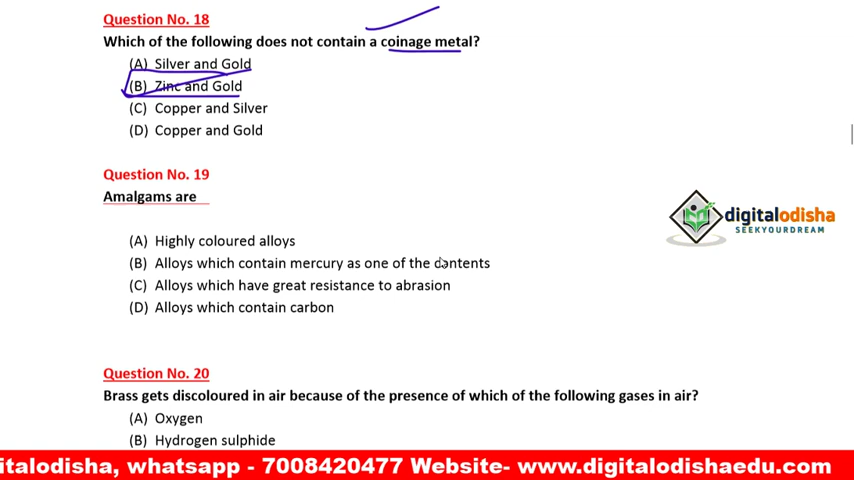 Question No. 18
Which of the following does not contain a coinage metal?
(A) Silver and Gold
(B) Zinc and Gold
(C) Copper and Silver
(D) Copper and Gold
Question No. 19
Amalgams are
(A) Highly coloured alloys
(B) Alloys which contain mercury as one of the contents
(C) Alloys which have great resistance to abrasion
(D) Alloys which contain carbon
digitalodisha
SEEKYOURDREAM
Question No. 20
Brass gets discoloured in air because of the presence of which of the following gases in air?
(A) Oxygen
(B) Hydrogen sulphide
italodisha, whatsapp - 7008420477 Website- www.digitalodishaedu.com